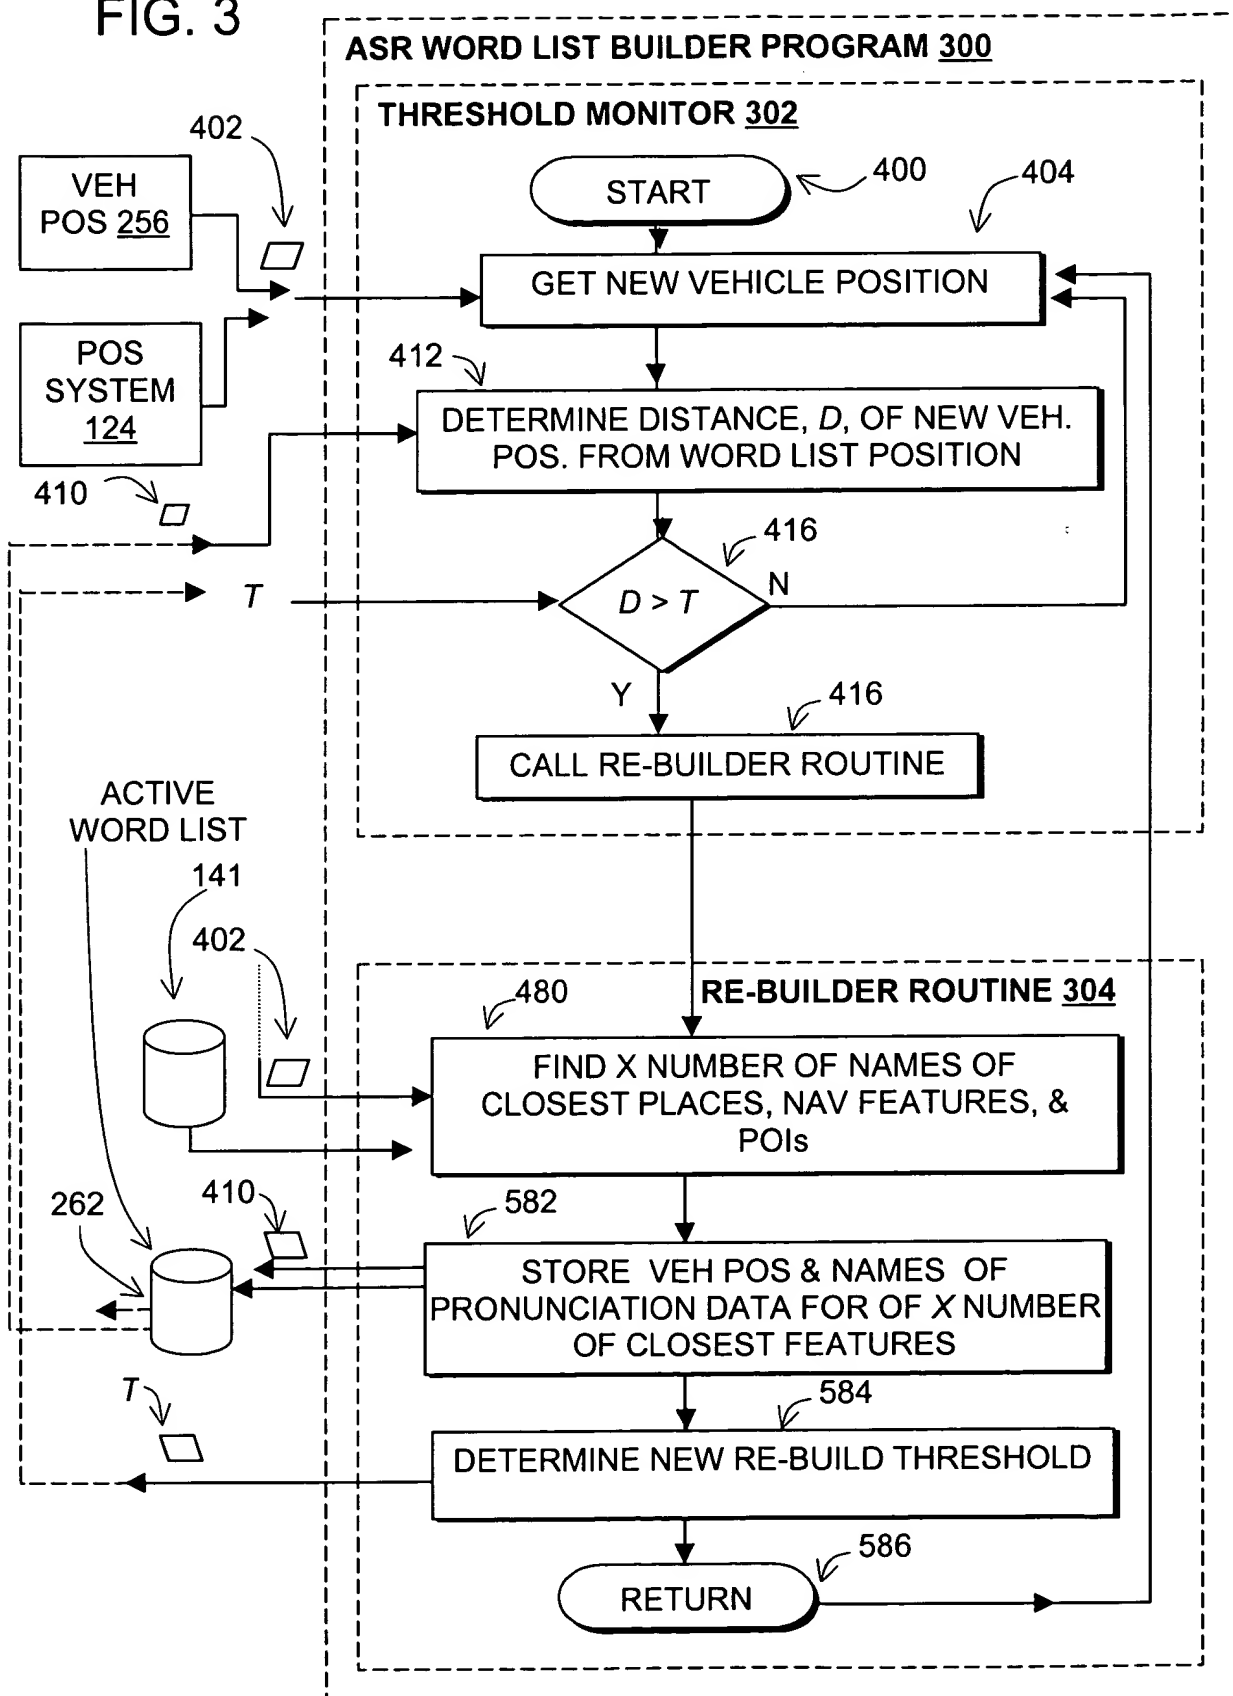 FIG. 3
ASR WORD LIST BUILDER PROGRAM 300
THRESHOLD MONITOR 302
402
VEH
POS 256
START
400
404
GET NEW VEHICLE POSITION
POS
SYSTEM
124
412
DETERMINE DISTANCE, D, OF NEW VEH.
POS. FROM WORD LIST POSITION
410
416
T
D > T
N
Y
416
CALL RE-BUILDER ROUTINE
ACTIVE
WORD LIST
141
402
480
RE-BUILDER ROUTINE 304
FIND X NUMBER OF NAMES OF
CLOSEST PLACES, NAV FEATURES, &
POIs
410
262
582
STORE VEH POS & NAMES OF
PRONUNCIATION DATA FOR OF X NUMBER
OF CLOSEST FEATURES
T
584
DETERMINE NEW RE-BUILD THRESHOLD
586
RETURN